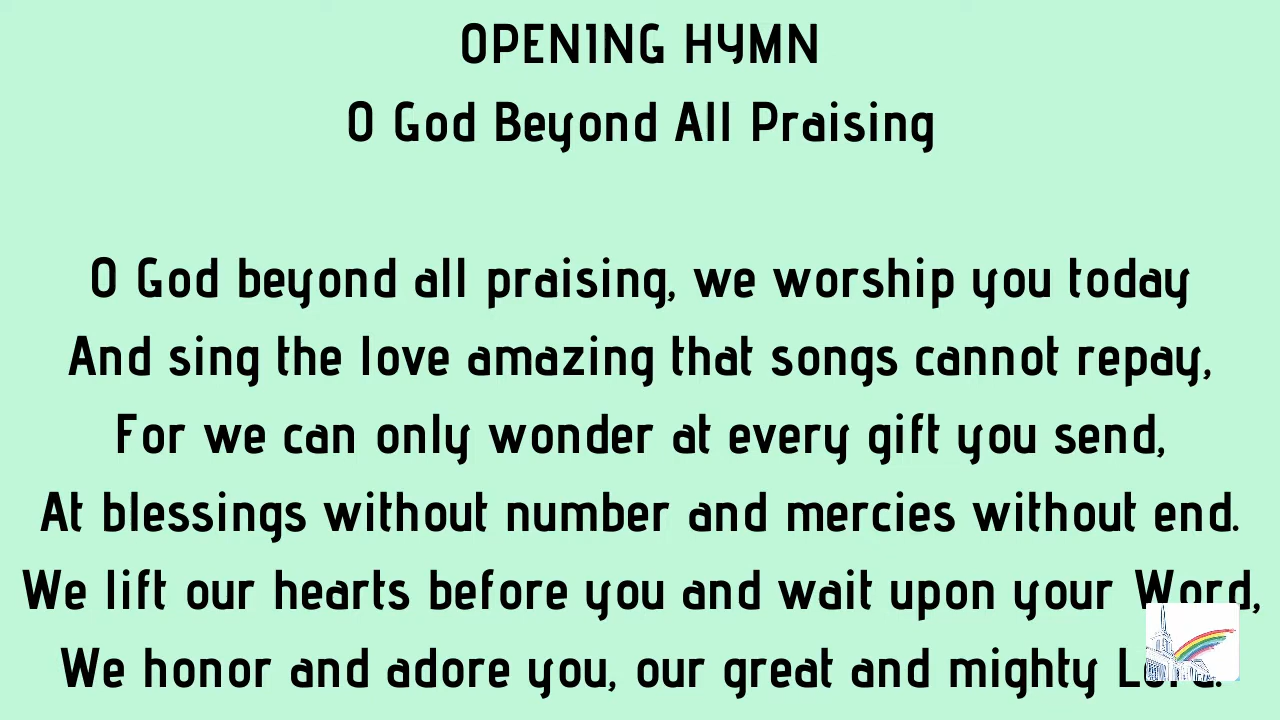 OPENING HYMN
O God Beyond All Praising
O God beyond all praising, we worship you today
And sing the love amazing that songs cannot repay,
For we can only wonder at every gift you send,
At blessings without number and mercies without end.
We lift our hearts before you and wait upon your Word,
We honor and adore you, our great and mighty Lord.